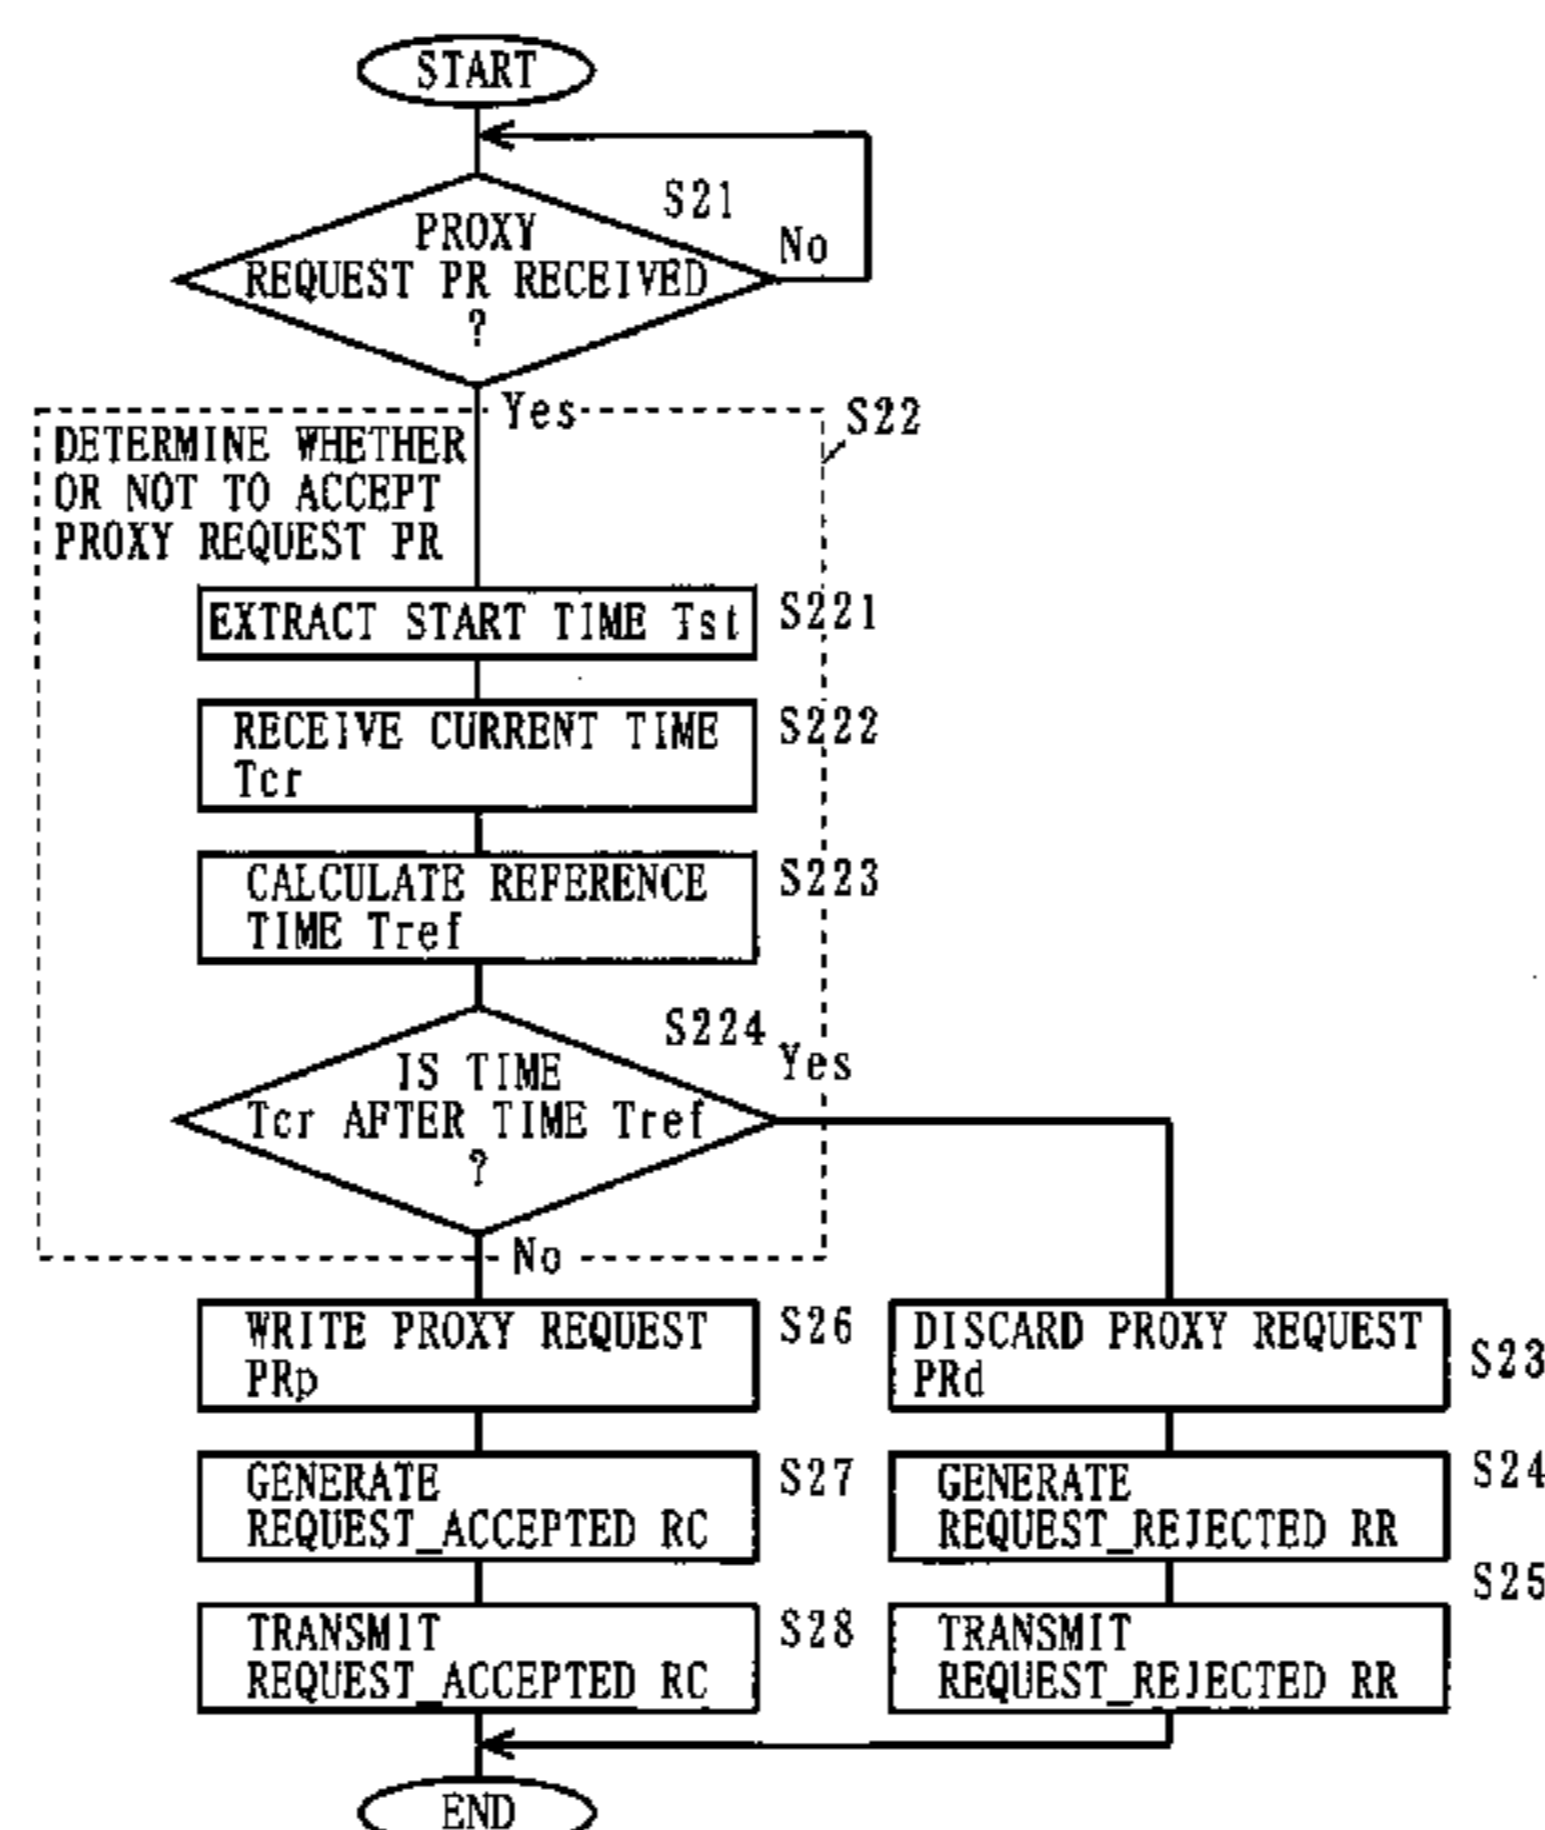 START
S21
PROXY
REQUEST PR RECEIVED
?
No
Yes
S22
DETERMINE WHETHER
OR NOT TO ACCEPT
PROXY REQUEST PR
EXTRACT START TIME Tst
S221
RECEIVE CURRENT TIME
Tcr
S222
CALCULATE REFERENCE
TIME Tref
S223
S224
IS TIME
Tcr AFTER TIME Tref
?
Yes
No
WRITE PROXY REQUEST
PRp
S26
DISCARD PROXY REQUEST
PRd
S23
GENERATE
REQUEST_ACCEPTED RC
S27
GENERATE
REQUEST_REJECTED RR
S24
TRANSMIT
REQUEST_ACCEPTED RC
S28
S25
TRANSMIT
REQUEST_REJECTED RR
END